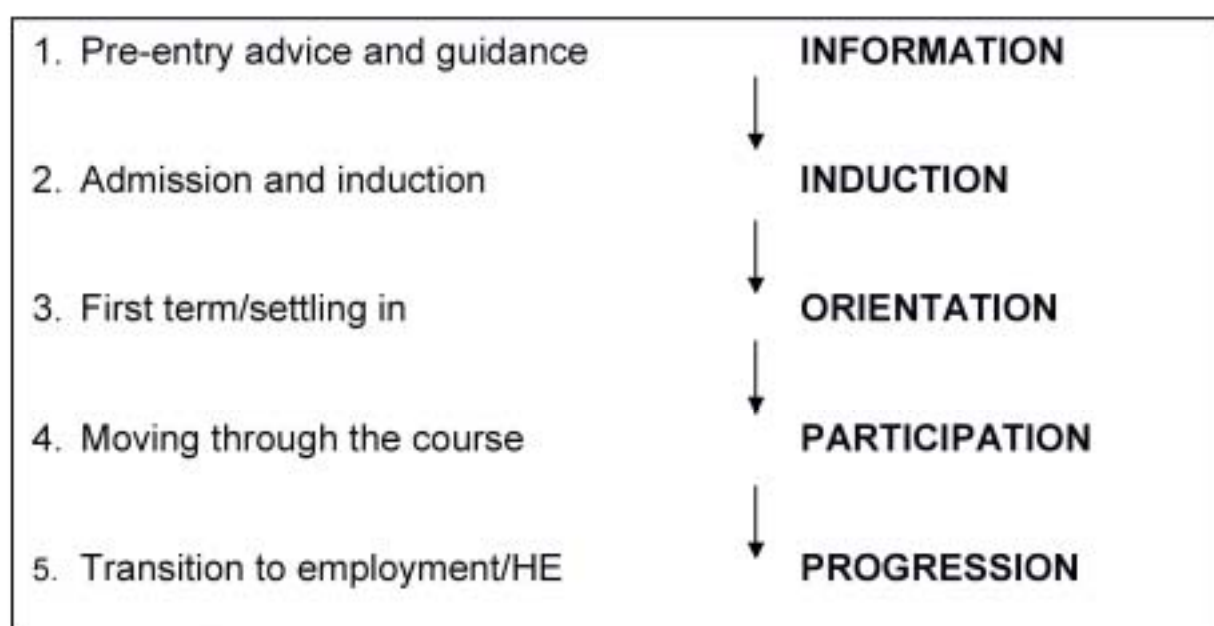 1. Pre-entry advice and guidance INFORMATION
2. Admission and induction INDUCTION
3. First term/settling in ORIENTATION
4. Moving through the course PARTICIPATION
5. Transition to employment/HE PROGRESSION